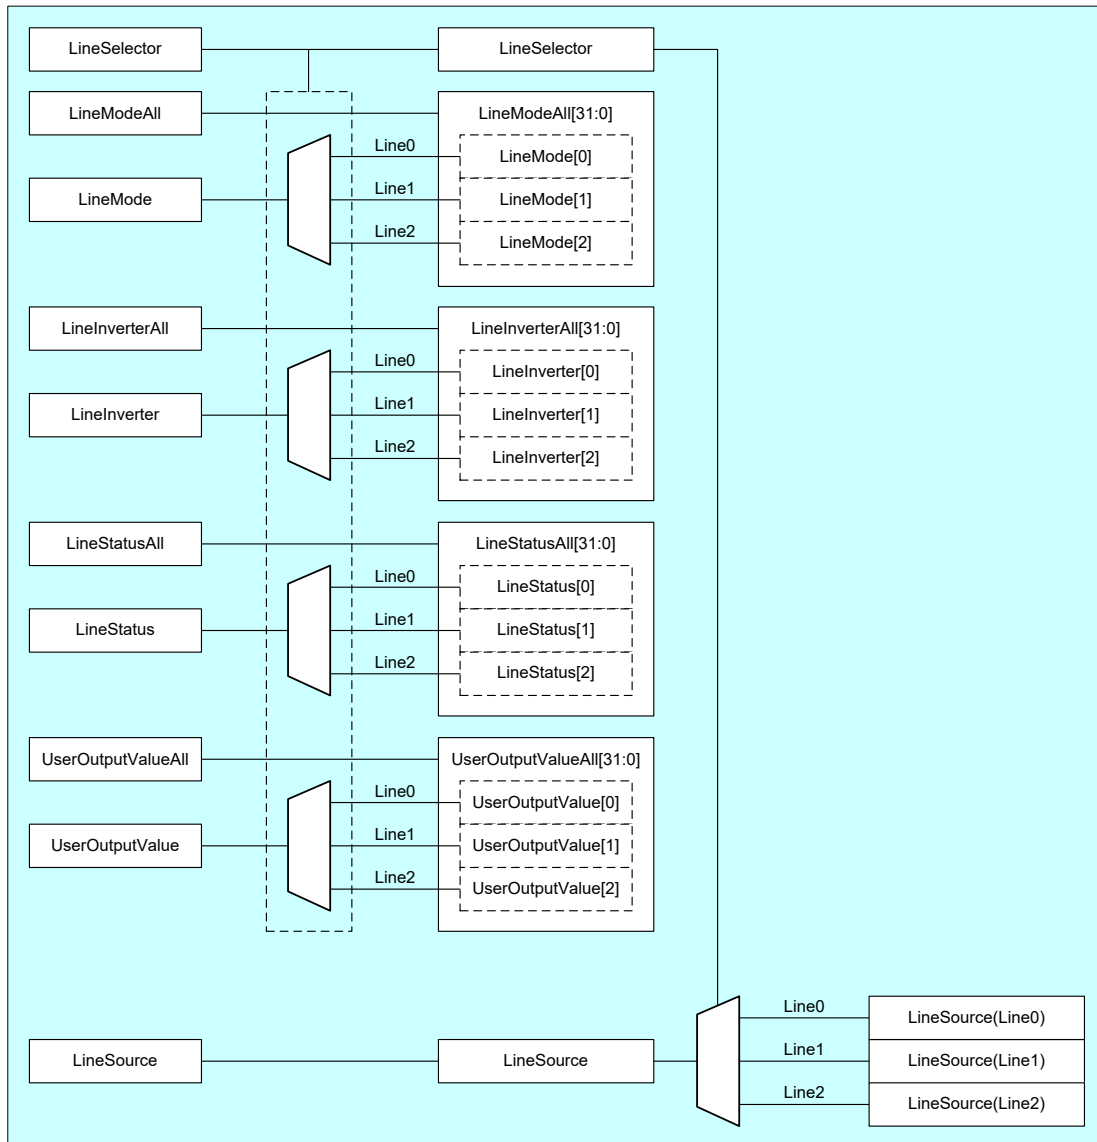 LineSelector
LineSelector
LineModeAll
LineModeAll[31:0]
Line0
LineMode[0]
LineMode
Line1
LineMode[1]
Line2
LineMode[2]
LineInverterAll
LineInverterAll[31:0]
Line0
LineInverter[0]
LineInverter
Line1
LineInverter[1]
Line2
LineInverter[2]
LineStatusAll
LineStatusAll[31:0]
Line0
LineStatus[0]
LineStatus
Line1
LineStatus[1]
Line2
LineStatus[2]
UserOutputValueAll
UserOutputValueAll[31:0]
Line0
UserOutputValue[0]
UserOutputValue
Line1
UserOutputValue[1]
Line2
UserOutputValue[2]
Line0
LineSource(Line0)
LineSource
LineSource
Line1
LineSource(Line1)
Line2
LineSource(Line2)